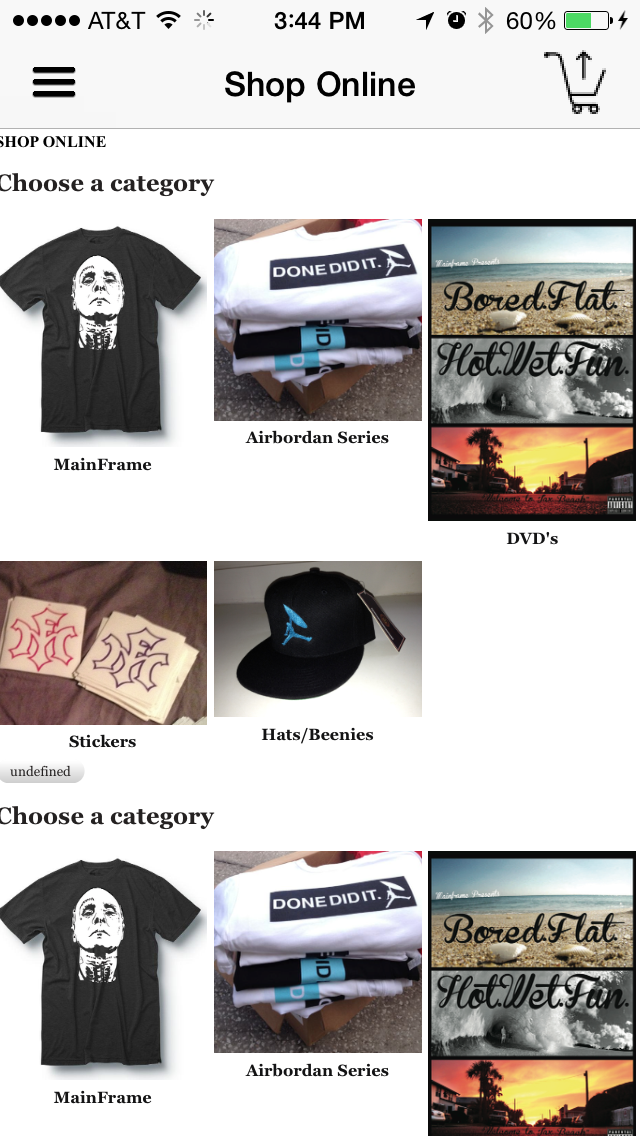 AT&T 3:44 PM 60%
Shop Online
SHOP ONLINE
Choose a category
DONE DID IT.
Mainframe Presents
Bored.Flat.
Hot.Wet.Fun.
MainFrame
Airbordan Series
DVD's
Stickers
Hats/Beenies
undefined
Choose a category
DONE DID IT.
Mainframe Presents
Bored.Flat.
Hot.Wet.Fun.
MainFrame
Airbordan Series